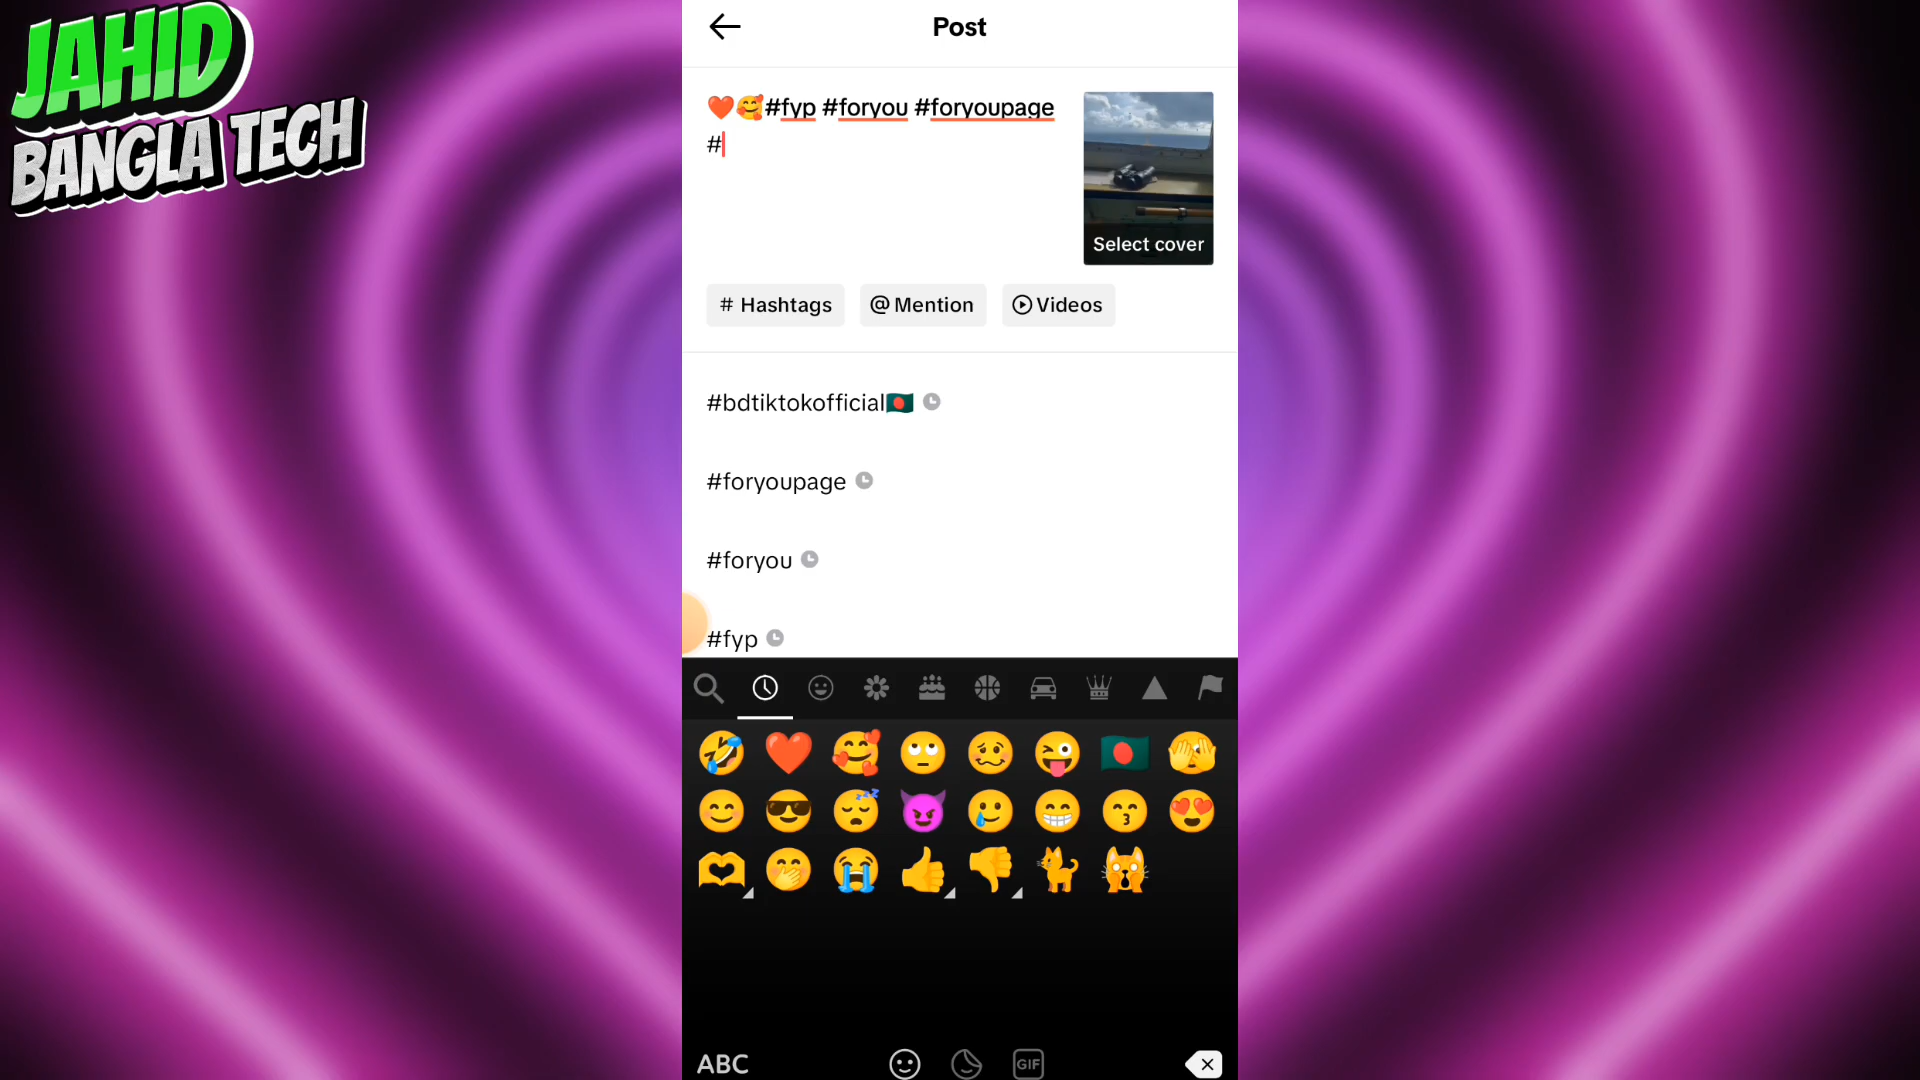 JAHID
BANGLA TECH
Post
❤️🥰#fyp #foryou #foryoupage
#
Select cover
# Hashtags
@ Mention
Videos
#bdtiktokofficial🇧🇩
#foryoupage
#foryou
#fyp
ABC
GIF